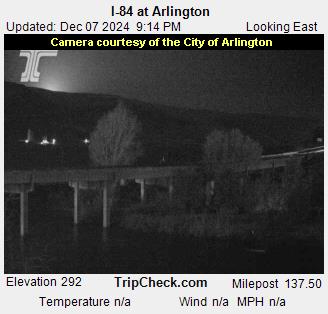 I-84 at Arlington
Updated: Dec 07 2024 9:14 PM Looking East
Camera courtesy of the City of Arlington
Elevation 292 TripCheck.com Milepost 137.50
Temperature n/a Wind n/a MPH n/a